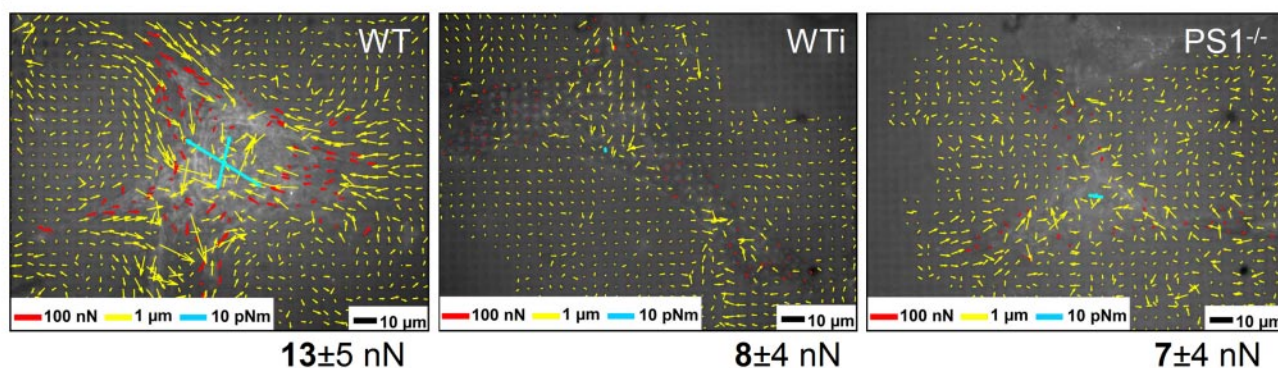 WT
100 nN 1 µm 10 pNm 10 µm
13±5 nN
WTi
100 nN 1 µm 10 pNm 10 µm
8±4 nN
PS1-/-
100 nN 1 µm 10 pNm 10 µm
7±4 nN